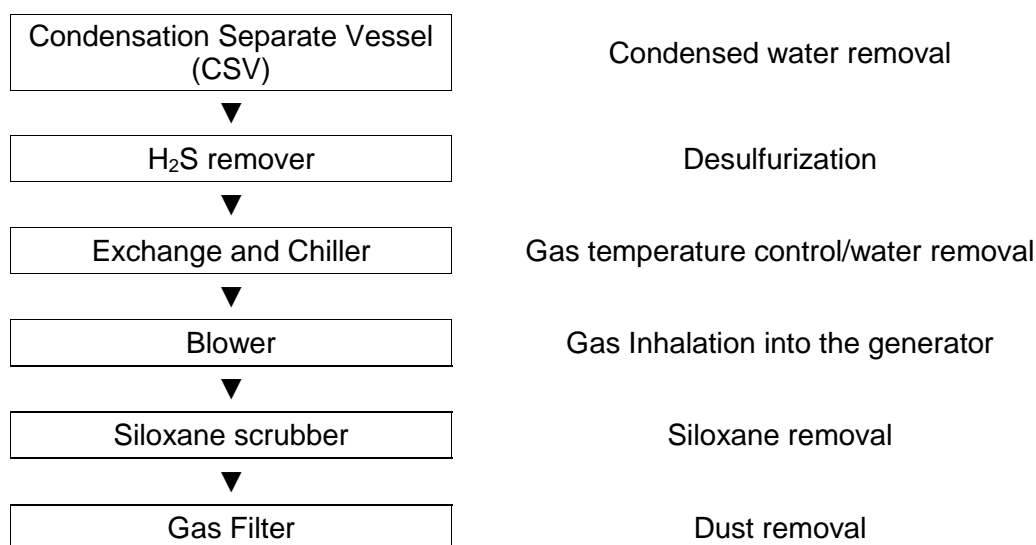 Condensation Separate Vessel
(CSV)
Condensed water removal
▼
H₂S remover
Desulfurization
▼
Exchange and Chiller
Gas temperature control/water removal
▼
Blower
Gas Inhalation into the generator
▼
Siloxane scrubber
Siloxane removal
▼
Gas Filter
Dust removal